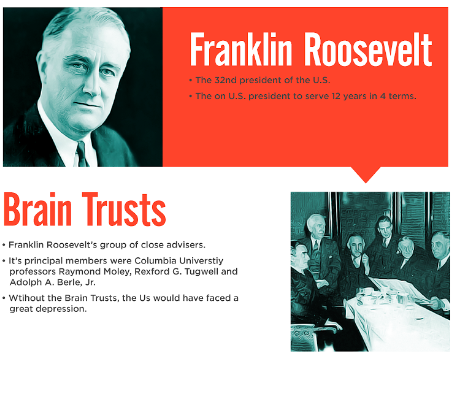 Franklin Roosevelt
• The 32nd president of the U.S.
• The on U.S. president to serve 12 years in 4 terms.
Brain Trusts
• Franklin Roosevelt's group of close advisers.
• It's principal members were Columbia Universtiy
professors Raymond Moley, Rexford G. Tugwell and
Adolph A. Berle, Jr.
• Wtihout the Brain Trusts, the Us would have faced a
great depression.